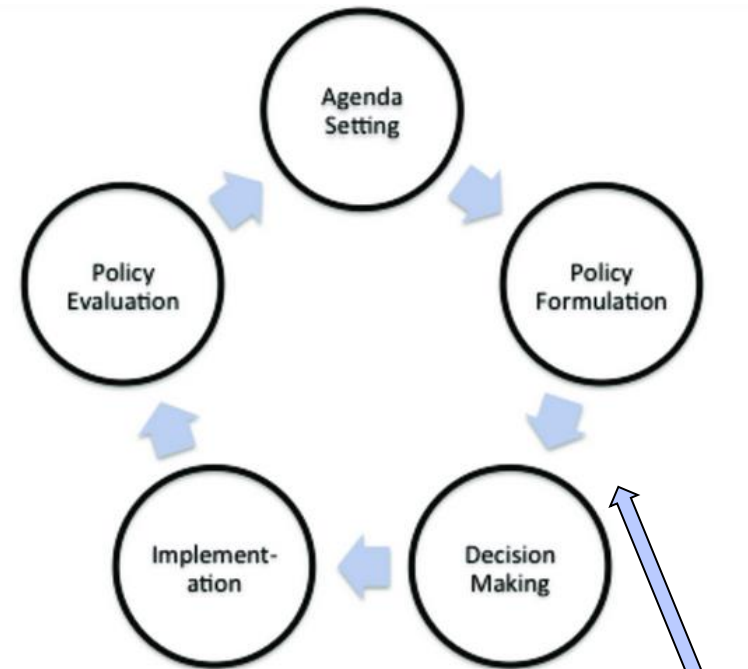 Agenda
Setting
Policy
Formulation
Decision
Making
Implement-
ation
Policy
Evaluation